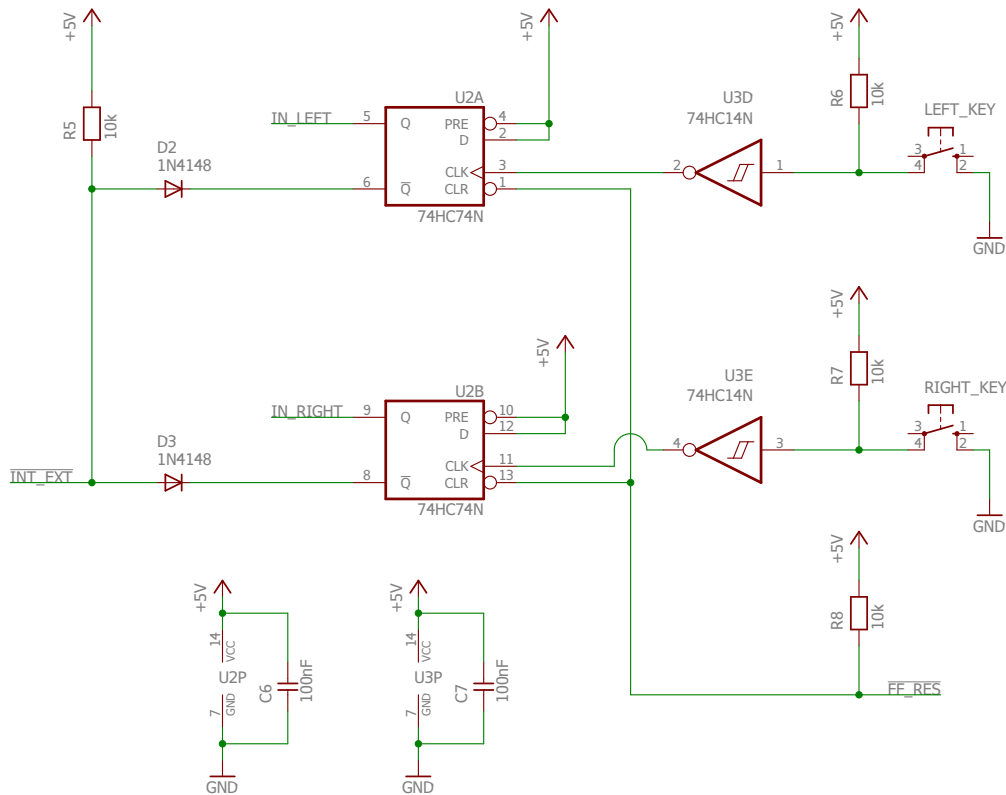 +5V
+5V
+5V
R5
10k
U2A
IN_LEFT
5
Q
PRE
4
D
2
CLK
3
6
Q̅
CLR
1
74HC74N
D2
1N4148
U3D
74HC14N
2
1
R6
10k
LEFT_KEY
3
1
4
2
GND
+5V
+5V
U2B
IN_RIGHT
9
Q
PRE
10
D
12
CLK
11
8
Q̅
CLR
13
74HC74N
D3
1N4148
INT_EXT
U3E
74HC14N
4
3
R7
10k
RIGHT_KEY
3
1
4
2
GND
+5V
R8
10k
FF_RES
+5V
14
VCC
U2P
GND
7
C6
100nF
GND
+5V
14
VCC
U3P
GND
7
C7
100nF
GND